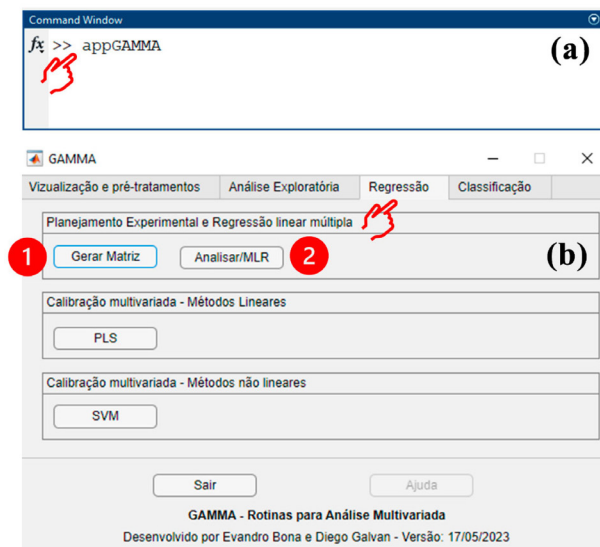 Command Window
fx >> appGAMMA
(a)
GAMMA
Vizualização e pré-tratamentos Análise Exploratória Regressão Classificação
Planejamento Experimental e Regressão linear múltipla
1 Gerar Matriz Analisar/MLR 2 (b)
Calibração multivariada - Métodos Lineares
PLS
Calibração multivariada - Métodos não lineares
SVM
Sair Ajuda
GAMMA - Rotinas para Análise Multivariada
Desenvolvido por Evandro Bona e Diego Galvan - Versão: 17/05/2023